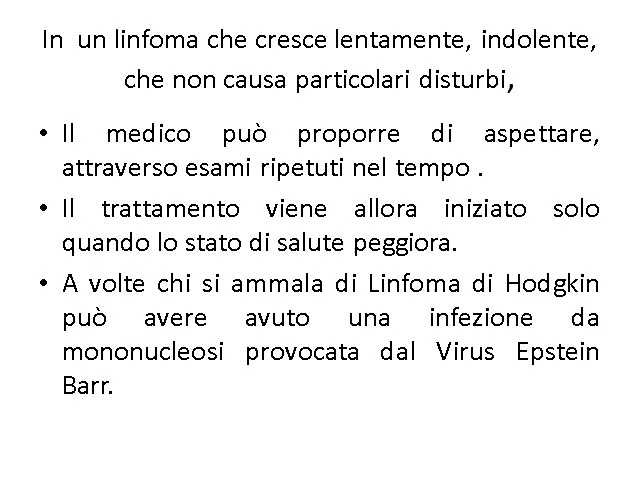 In un linfoma che cresce lentamente, indolente,
che non causa particolari disturbi,
• Il medico può proporre di aspettare,
attraverso esami ripetuti nel tempo .
• Il trattamento viene allora iniziato solo
quando lo stato di salute peggiora.
• A volte chi si ammala di Linfoma di Hodgkin
può avere avuto una infezione da
mononucleosi provocata dal Virus Epstein
Barr.